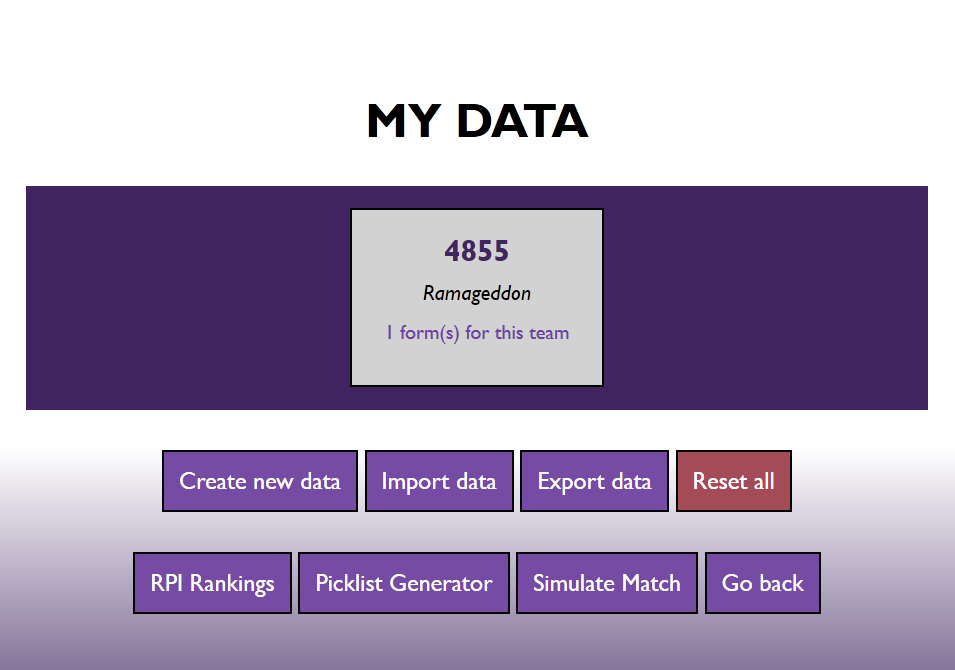 MY DATA
4855
Ramageddon
1 form(s) for this team
Create new data
Import data
Export data
Reset all
RPI Rankings
Picklist Generator
Simulate Match
Go back